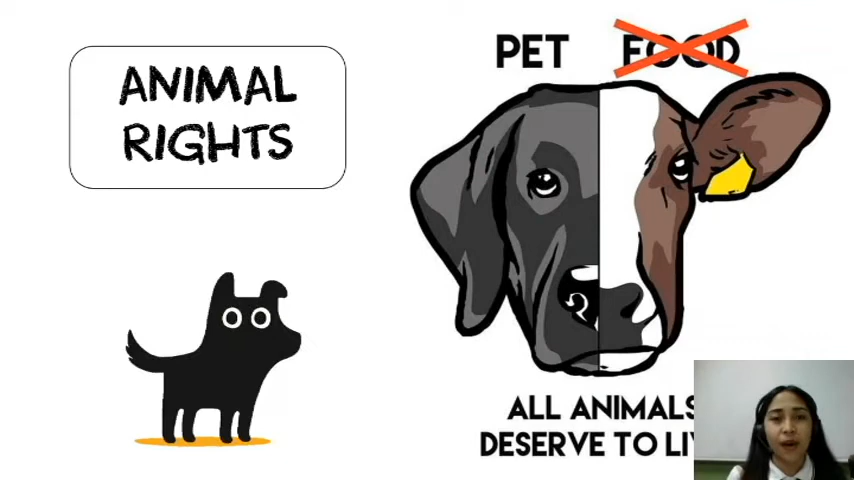 ANIMAL
RIGHTS
PET FOOD
ALL ANIMALS
DESERVE TO